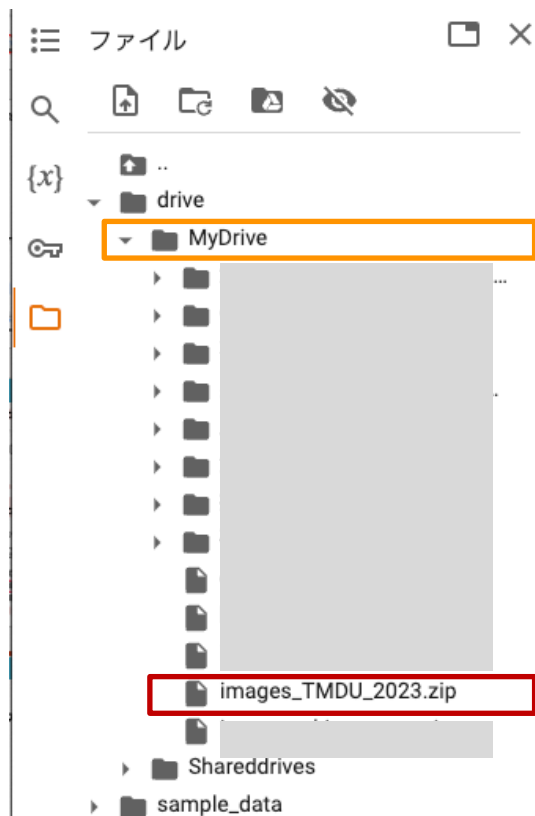 ファイル
{x}
..
drive
MyDrive
...
images_TMDU_2023.zip
Shareddrives
sample_data